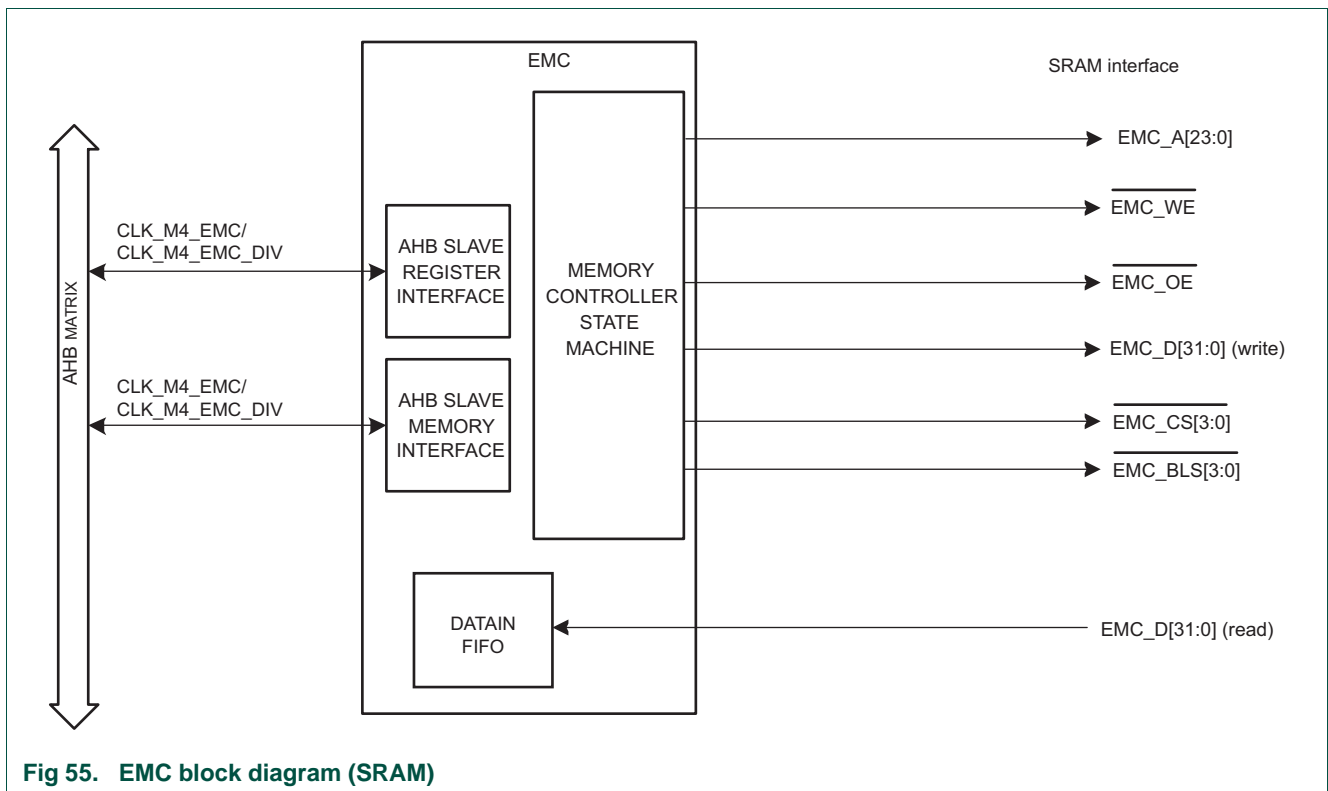 EMC
SRAM interface
AHB MATRIX
CLK_M4_EMC/
CLK_M4_EMC_DIV
AHB SLAVE
REGISTER
INTERFACE
CLK_M4_EMC/
CLK_M4_EMC_DIV
AHB SLAVE
MEMORY
INTERFACE
MEMORY
CONTROLLER
STATE
MACHINE
DATAIN
FIFO
EMC_A[23:0]
EMC_WE
EMC_OE
EMC_D[31:0] (write)
EMC_CS[3:0]
EMC_BLS[3:0]
EMC_D[31:0] (read)
Fig 55. EMC block diagram (SRAM)